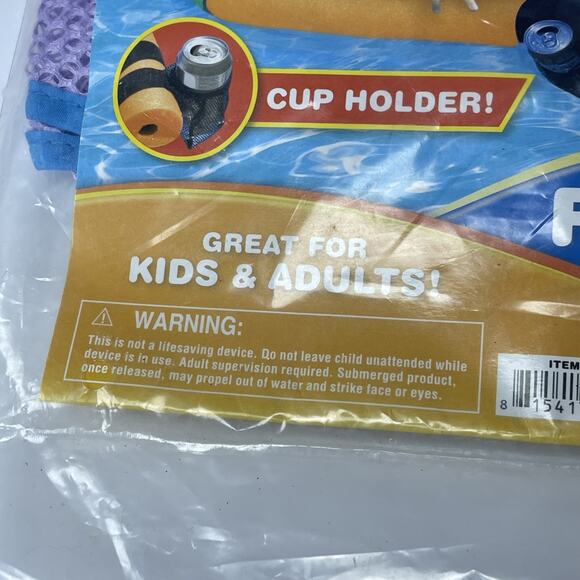 CUP HOLDER!
GREAT FOR
KIDS & ADULTS!
WARNING:
This is not a lifesaving device. Do not leave child unattended while
device is in use. Adult supervision required. Submerged product,
once released, may propel out of water and strike face or eyes.
F
ITEM
8 1541